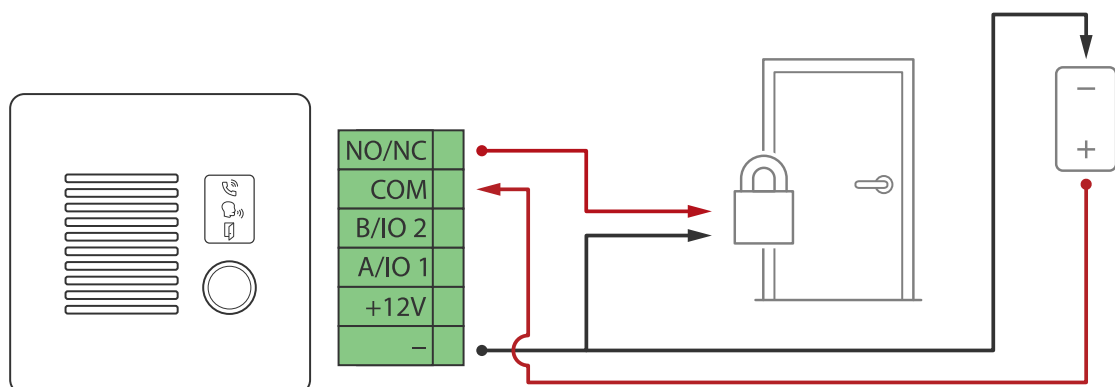 NO/NC
COM
B/IO 2
A/IO 1
+12V
–
–
+